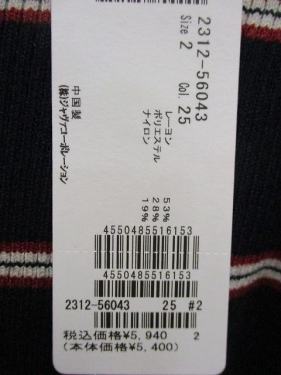 2312-56043
Size 2 Col. 25
レーヨン 53%
ポリエステル 28%
ナイロン 19%
中国製
(株)ジャヴァコーポレーション
4550485516153
4550485516153
2312-56043 25 #2
税込価格¥5,940 2
(本体価格¥5,400)